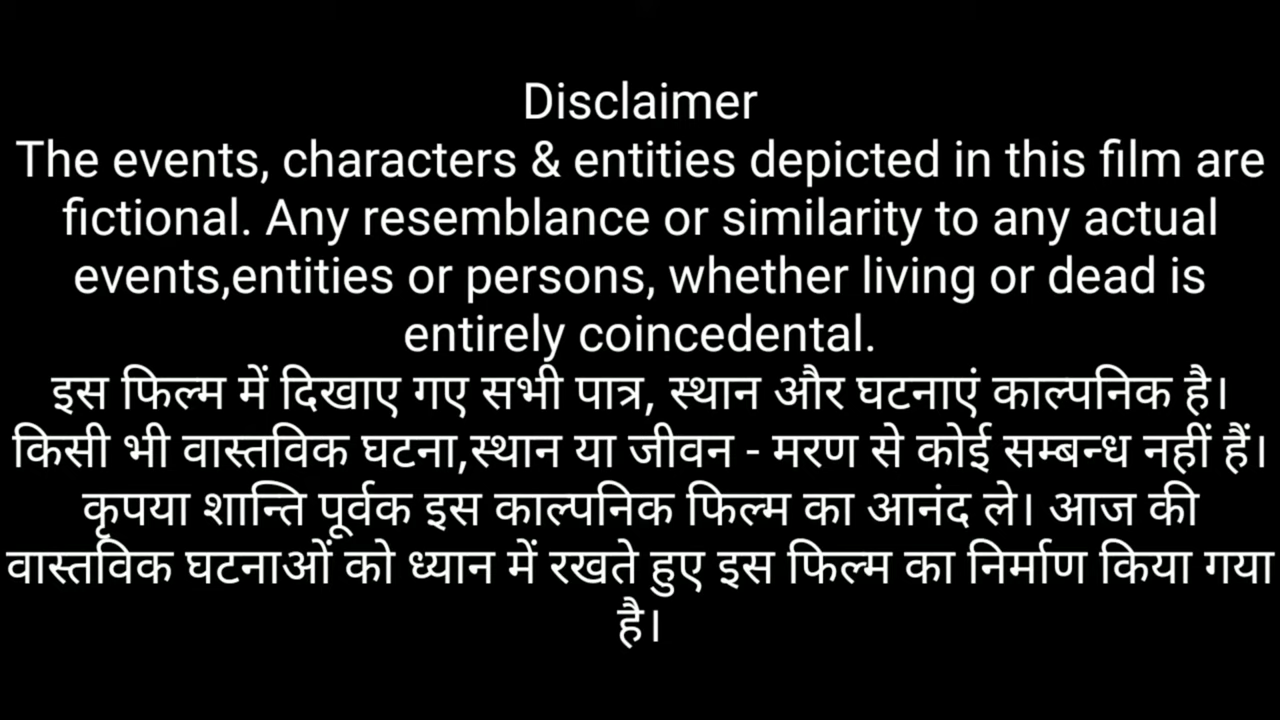 Disclaimer
The events, characters & entities depicted in this film are
fictional. Any resemblance or similarity to any actual
events,entities or persons, whether living or dead is
entirely coincedental.
इस फिल्म में दिखाए गए सभी पात्र, स्थान और घटनाएं काल्पनिक है।
किसी भी वास्तविक घटना,स्थान या जीवन - मरण से कोई सम्बन्ध नहीं हैं।
कृपया शान्ति पूर्वक इस काल्पनिक फिल्म का आनंद ले। आज की
वास्तविक घटनाओं को ध्यान में रखते हुए इस फिल्म का निर्माण किया गया
है।